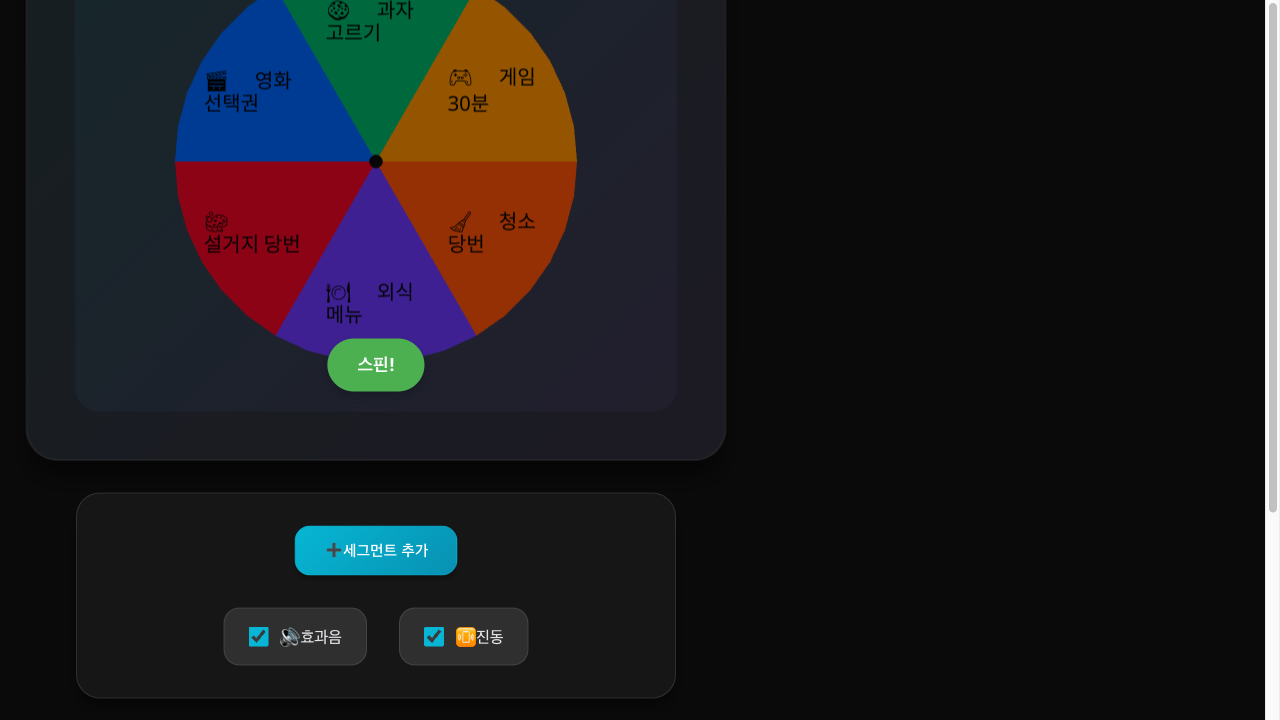 🍪 과자
고르기
🎬 영화
선택권
🎮 게임
30분
🧽
설거지 당번
🧹 청소
당번
🍽 외식
메뉴
스핀!
➕세그먼트 추가
🔊효과음
📳진동